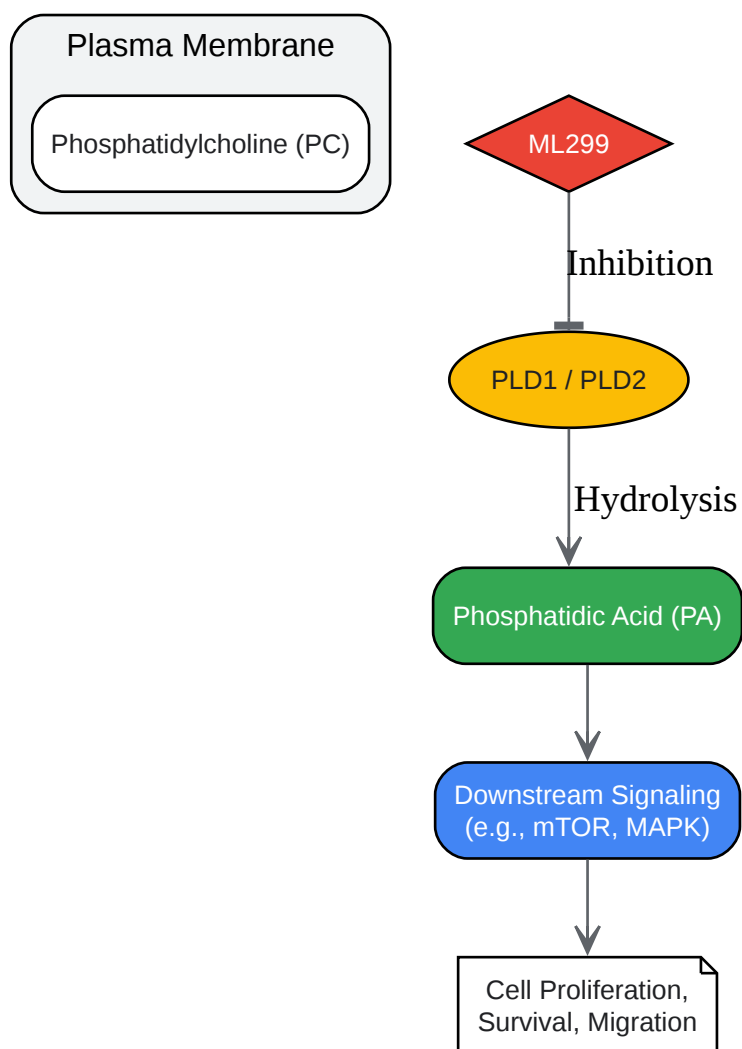 Plasma Membrane
Phosphatidylcholine (PC)
ML299
Inhibition
PLD1 / PLD2
Hydrolysis
Phosphatidic Acid (PA)
Downstream Signaling
(e.g., mTOR, MAPK)
Cell Proliferation,
Survival, Migration